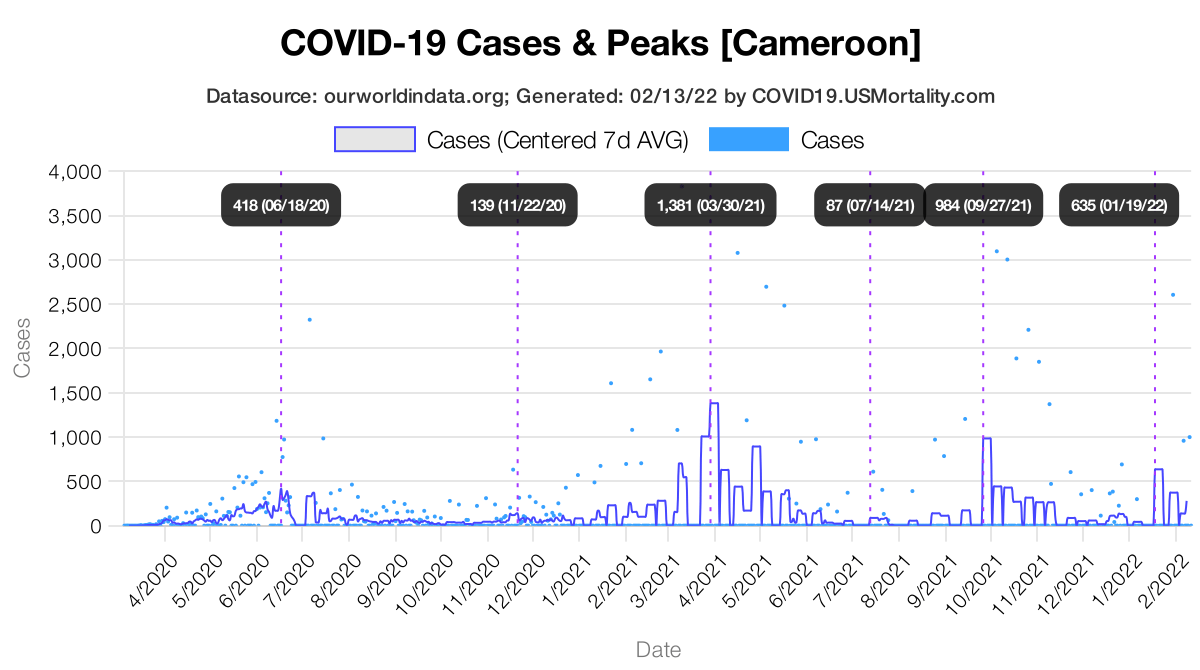 COVID-19 Cases & Peaks [Cameroon]
Datasource: ourworldindata.org; Generated: 02/13/22 by COVID19.USMortality.com
Cases (Centered 7d AVG) Cases
4,000
3,500
3,000
2,500
2,000
1,500
1,000
500
0
Cases
418 (06/18/20) 139 (11/22/20) 1,381 (03/30/21) 87 (07/14/21) 984 (09/27/21) 635 (01/19/22)
4/2020 5/2020 6/2020 7/2020 8/2020 9/2020 10/2020 11/2020 12/2020 1/2021 2/2021 3/2021 4/2021 5/2021 6/2021 7/2021 8/2021 9/2021 10/2021 11/2021 12/2021 1/2022 2/2022
Date